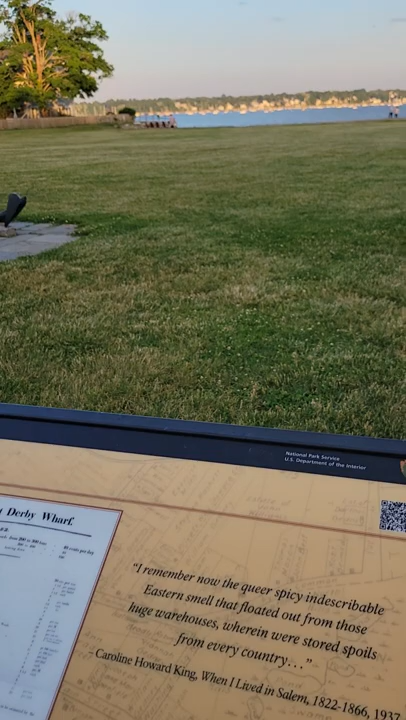 National Park Service
U.S. Department of the Interior
Derby Wharf.
"I remember now the queer spicy indescribable
Eastern smell that floated out from those
huge warehouses, wherein were stored spoils
from every country…"
Caroline Howard King, When I Lived in Salem, 1822-1866, 1937